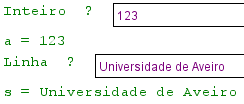 Inteiro ? 123
a = 123
Linha ? Universidade de Aveiro
s = Universidade de Aveiro